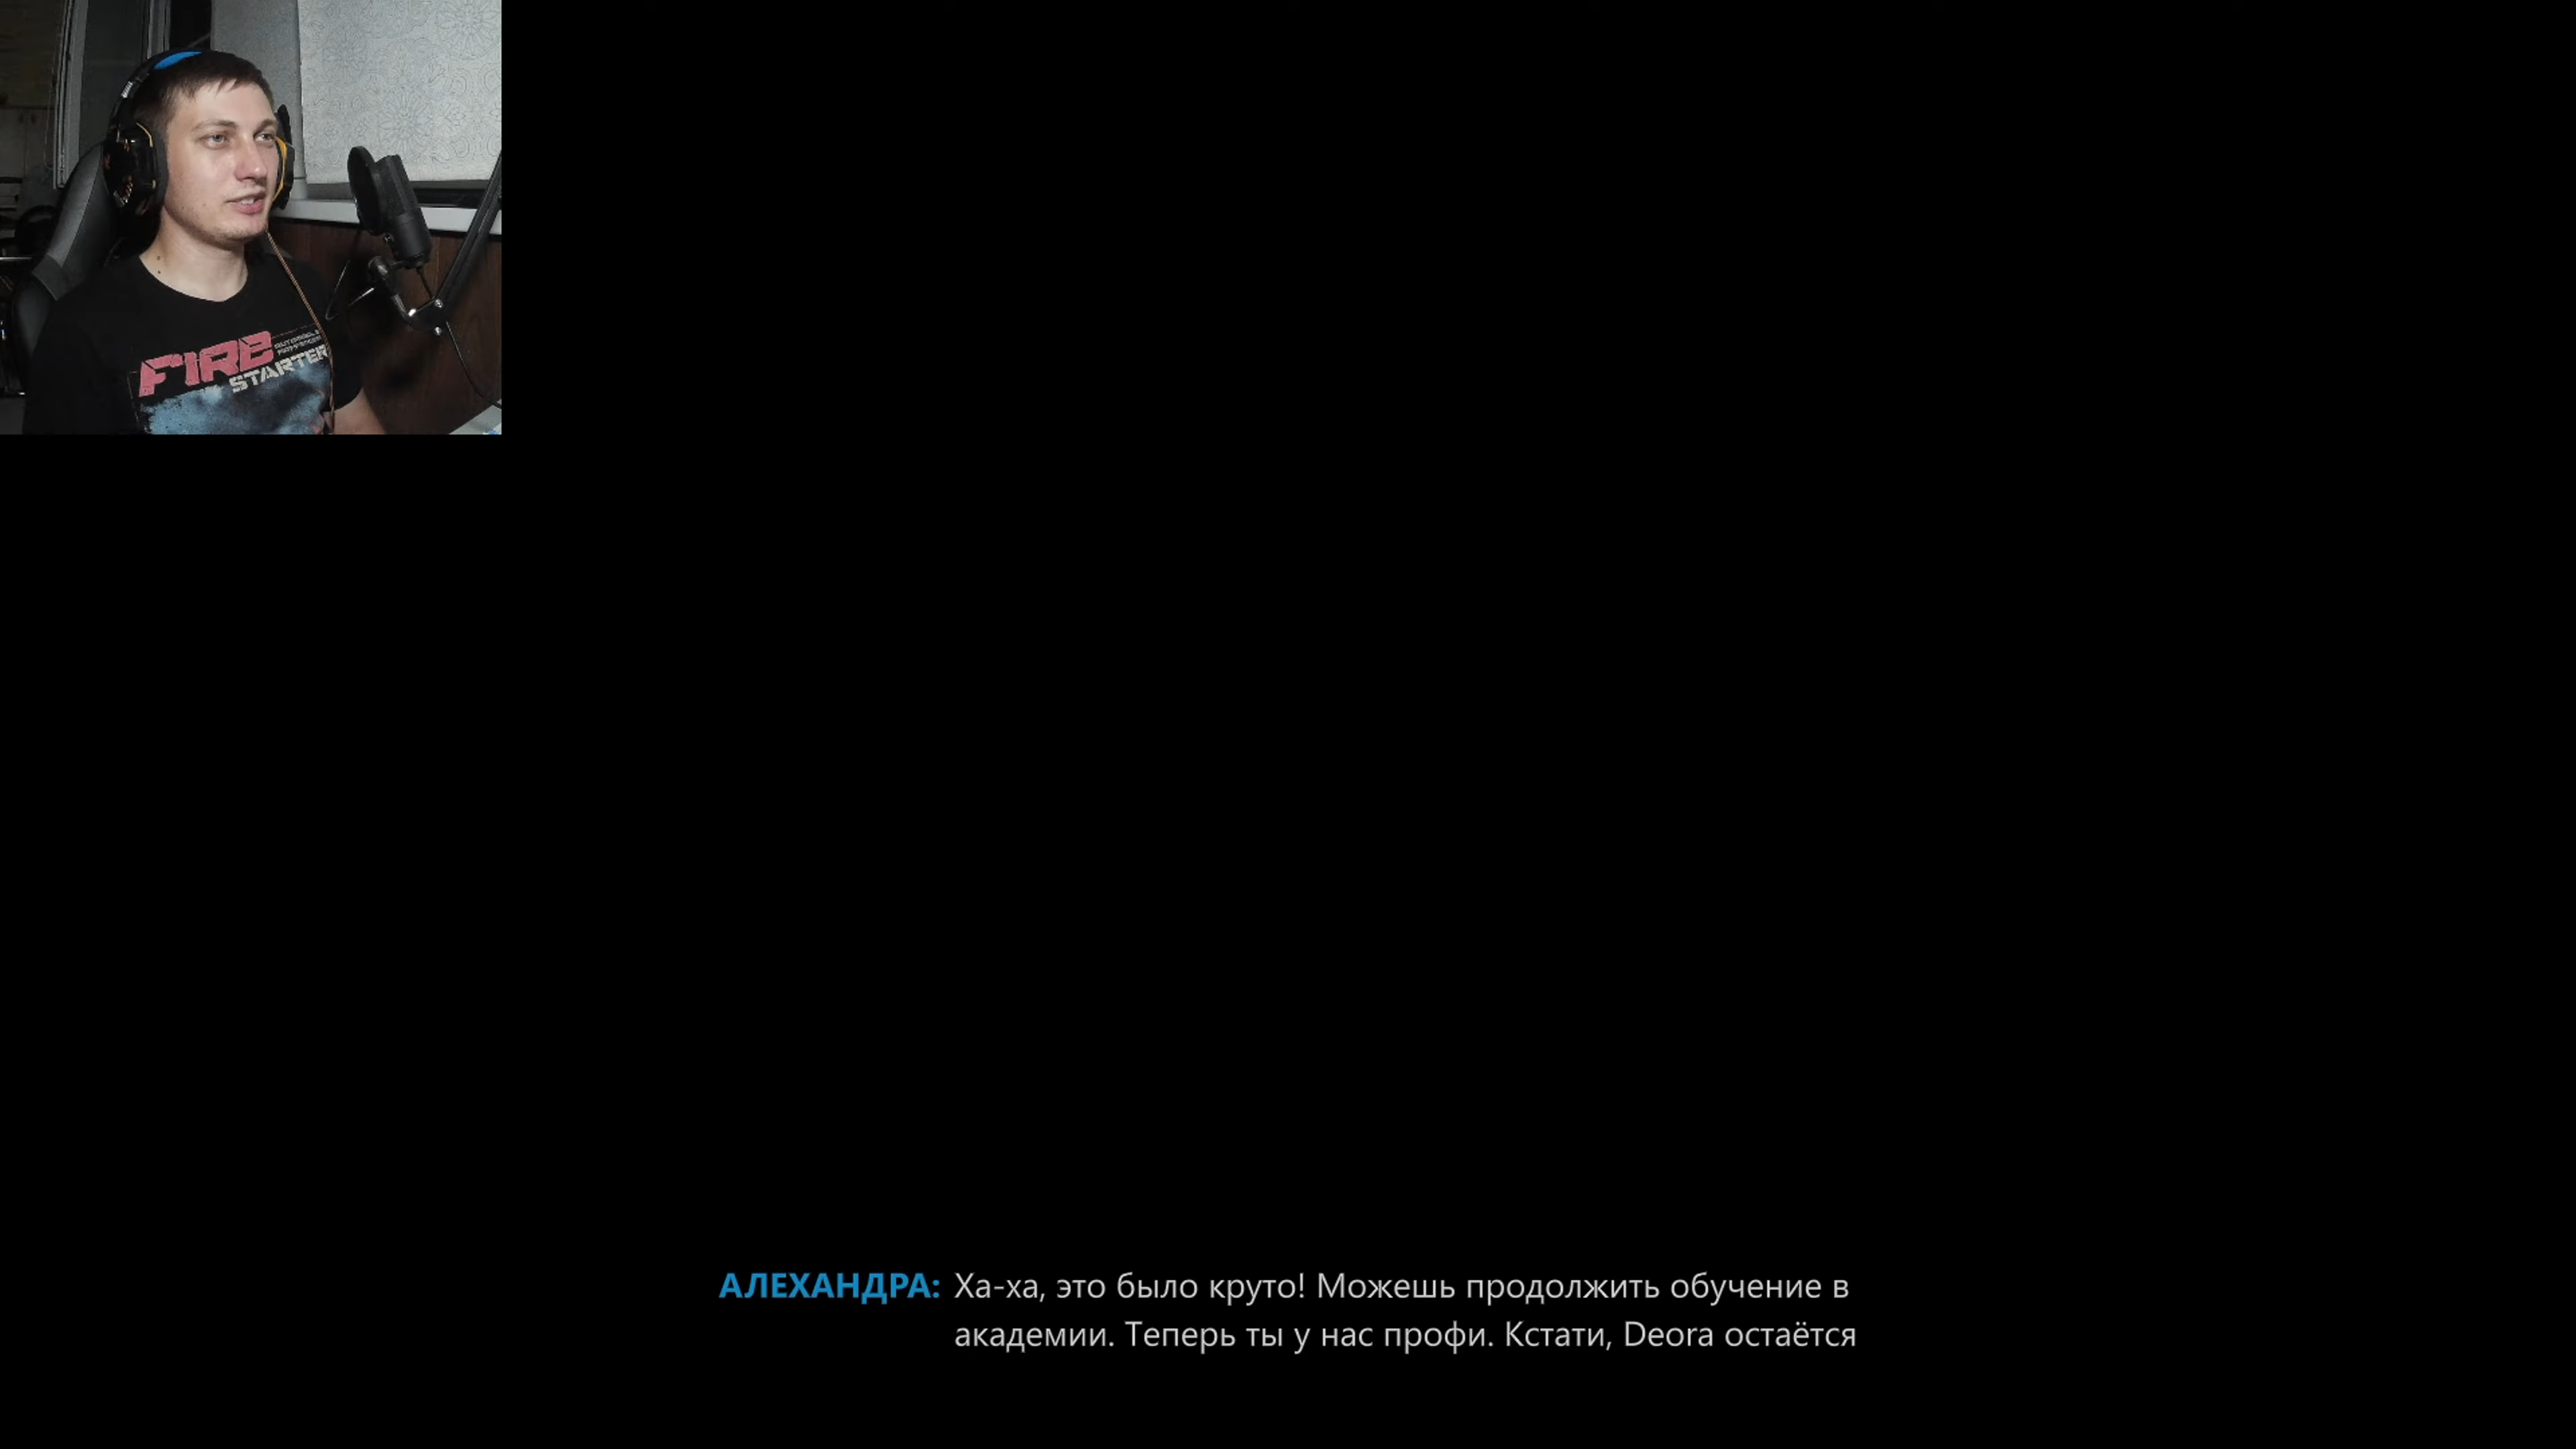 FIRE
STARTER
АЛЕХАНДРА: Ха-ха, это было круто! Можешь продолжить обучение в
академии. Теперь ты у нас профи. Кстати, Deora остаётся